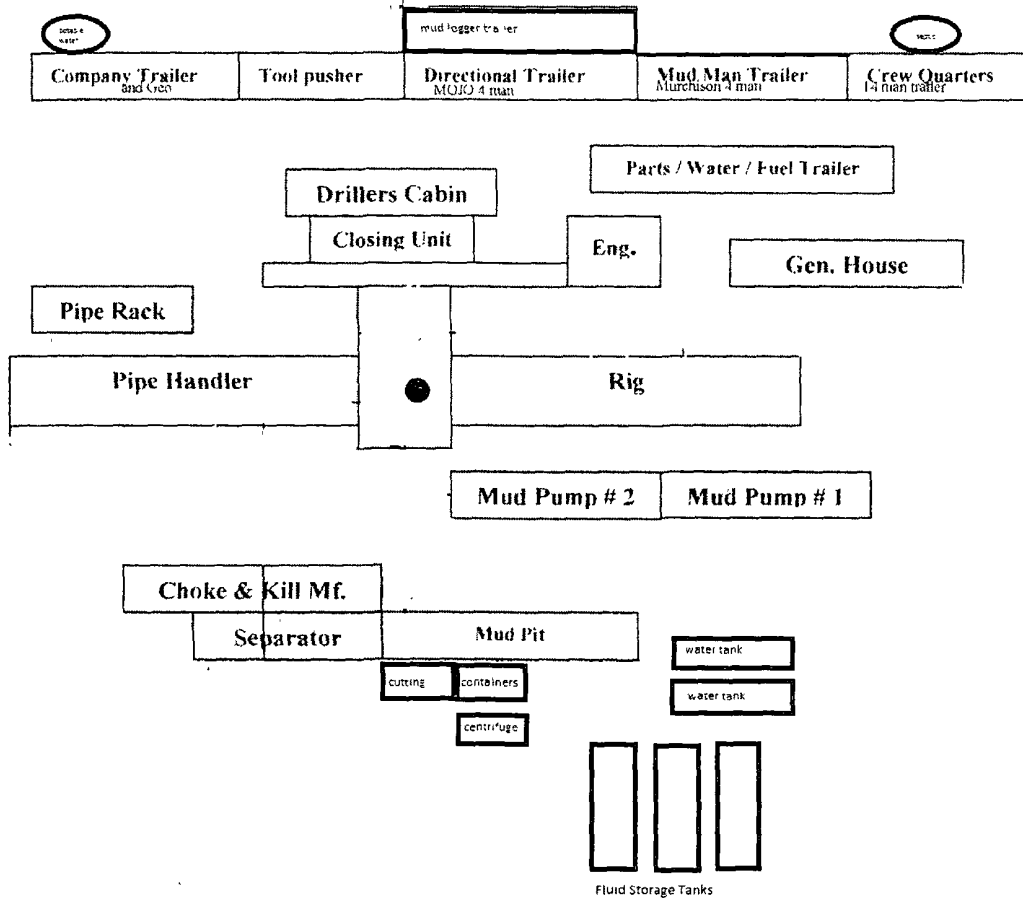 potable
water
mud logger trailer
septic
Company Trailer
and Geo
Tool pusher
Directional Trailer
MOJO 4 man
Mud Man Trailer
Murchison 4 man
Crew Quarters
14 man trailer
Parts / Water / Fuel Trailer
Drillers Cabin
Closing Unit
Eng.
Gen. House
Pipe Rack
Pipe Handler
Rig
Mud Pump # 2
Mud Pump # 1
Choke & Kill Mf.
Separator
Mud Pit
water tank
cutting
containers
water tank
centrifuge
Fluid Storage Tanks